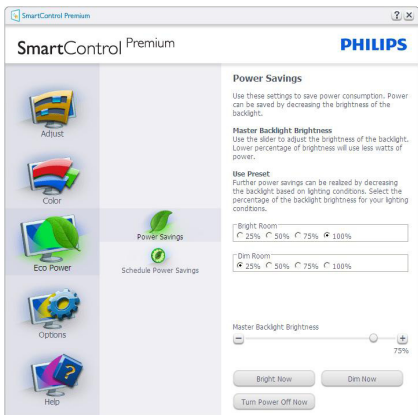 SmartControl Premium
? ×
SmartControl Premium
PHILIPS
Adjust
Color
Eco Power
Options
Help
Power Savings
Schedule Power Savings
Power Savings
Use these settings to save power consumption. Power
can be saved by decreasing the brightness of the
backlight.
Master Backlight Brightness
Use the slider to adjust the brightness of the backlight.
Lower percentage of brightness will use less watts of
power.
Use Preset
Further power savings can be realized by decreasing
the backlight based on lighting conditions. Select the
percentage of the backlight brightness for your lighting
conditions.
Bright Room
25% 50% 75% 100%
Dim Room
25% 50% 75% 100%
Master Backlight Brightness
75%
Bright Now Dim Now
Turn Power Off Now